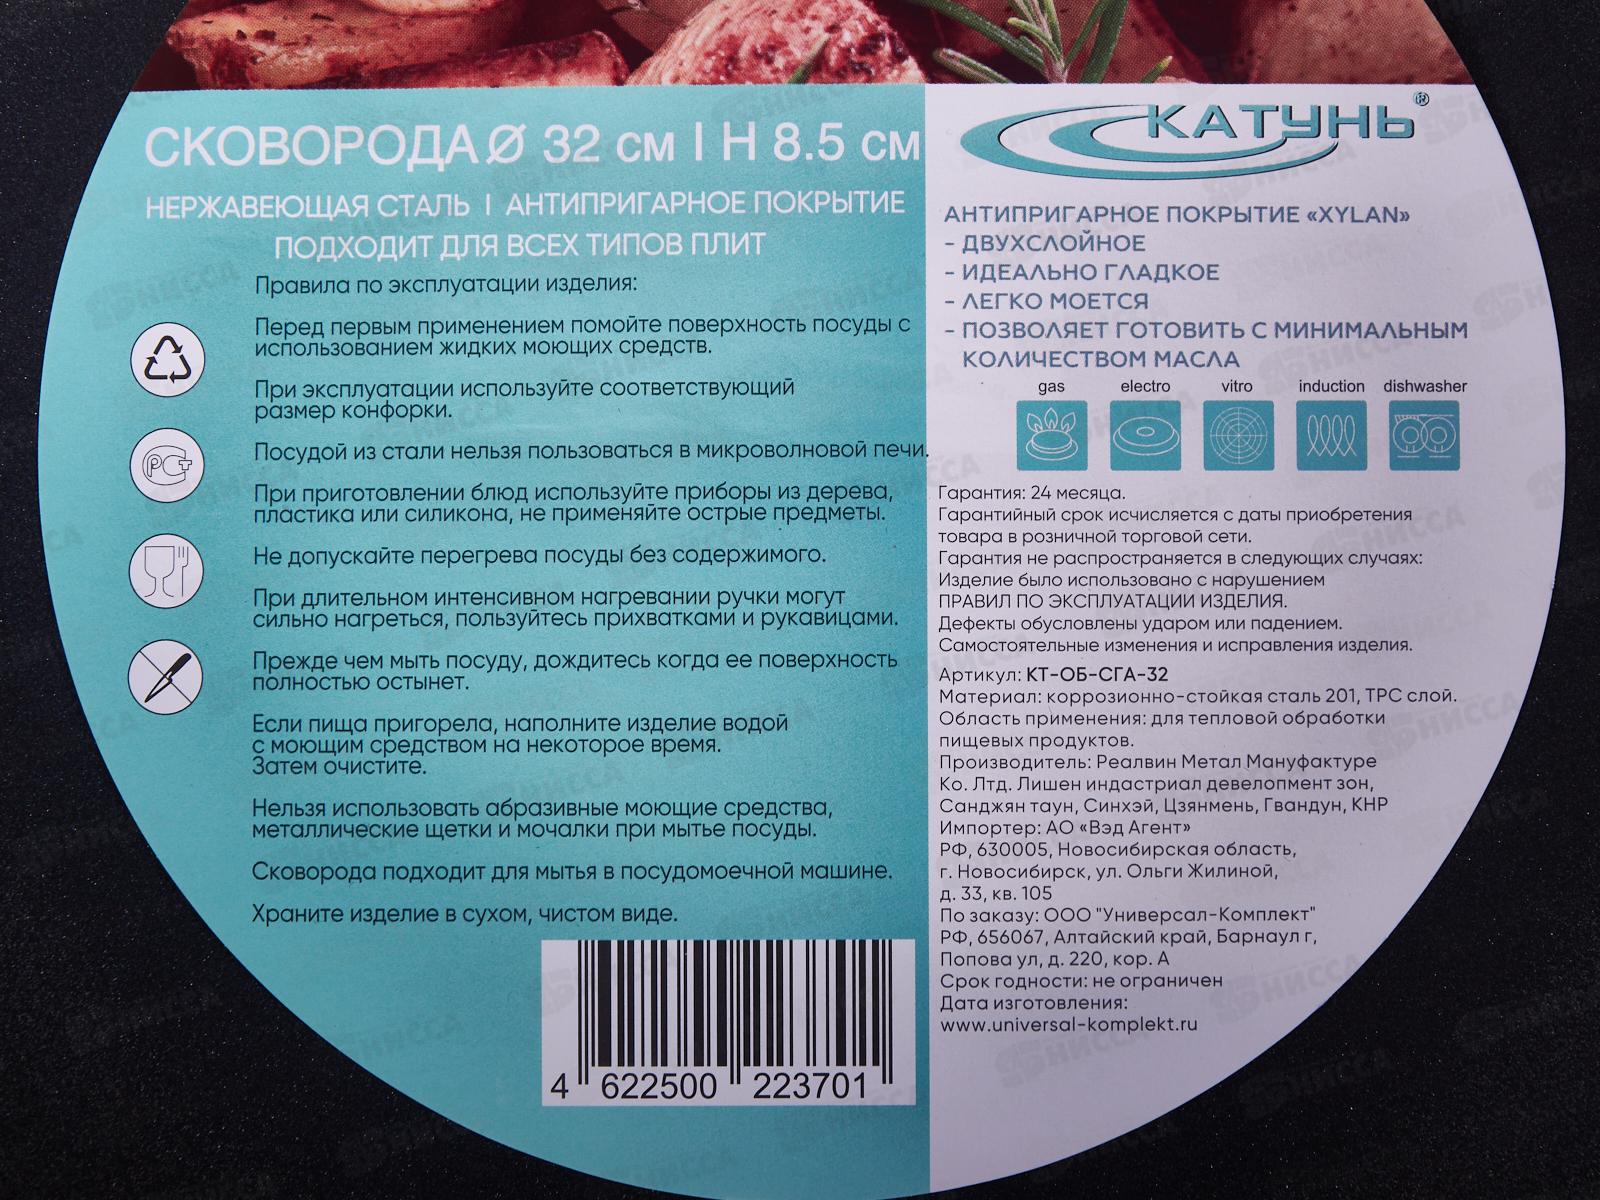 СКОВОРОДА Ø 32 см | Н 8.5 см
НЕРЖАВЕЮЩАЯ СТАЛЬ | АНТИПРИГАРНОЕ ПОКРЫТИЕ
ПОДХОДИТ ДЛЯ ВСЕХ ТИПОВ ПЛИТ
Правила по эксплуатации изделия:
Перед первым применением помойте поверхность посуды с
использованием жидких моющих средств.
При эксплуатации используйте соответствующий
размер конфорки.
Посудой из стали нельзя пользоваться в микроволновой печи.
При приготовлении блюд используйте приборы из дерева,
пластика или силикона, не применяйте острые предметы.
Не допускайте перегрева посуды без содержимого.
При длительном интенсивном нагревании ручки могут
сильно нагреться, пользуйтесь прихватками и рукавицами.
Прежде чем мыть посуду, дождитесь когда ее поверхность
полностью остынет.
Если пища пригорела, наполните изделие водой
с моющим средством на некоторое время.
Затем очистите.
Нельзя использовать абразивные моющие средства,
металлические щетки и мочалки при мытье посуды.
Сковорода подходит для мытья в посудомоечной машине.
Храните изделие в сухом, чистом виде.
4 622500 223701
КАТУНЬ®
АНТИПРИГАРНОЕ ПОКРЫТИЕ «XYLAN»
- ДВУХСЛОЙНОЕ
- ИДЕАЛЬНО ГЛАДКОЕ
- ЛЕГКО МОЕТСЯ
- ПОЗВОЛЯЕТ ГОТОВИТЬ С МИНИМАЛЬНЫМ
КОЛИЧЕСТВОМ МАСЛА
gas electro vitro induction dishwasher
Гарантия: 24 месяца.
Гарантийный срок исчисляется с даты приобретения
товара в розничной торговой сети.
Гарантия не распространяется в следующих случаях:
Изделие было использовано с нарушением
ПРАВИЛ ПО ЭКСПЛУАТАЦИИ ИЗДЕЛИЯ.
Дефекты обусловлены ударом или падением.
Самостоятельные изменения и исправления изделия.
Артикул: КТ-ОБ-СГА-32
Материал: коррозионно-стойкая сталь 201, ТРС слой.
Область применения: для тепловой обработки
пищевых продуктов.
Производитель: Реалвин Метал Мануфактуре
Ко. Лтд. Лишен индастриал девелопмент зон,
Санджян таун, Синхэй, Цзянмень, Гвандун, КНР
Импортер: АО «Вэд Агент»
РФ, 630005, Новосибирская область,
г. Новосибирск, ул. Ольги Жилиной,
д. 33, кв. 105
По заказу: ООО "Универсал-Комплект"
РФ, 656067, Алтайский край, Барнаул г,
Попова ул, д. 220, кор. А
Срок годности: не ограничен
Дата изготовления:
www.universal-komplekt.ru
НИССА